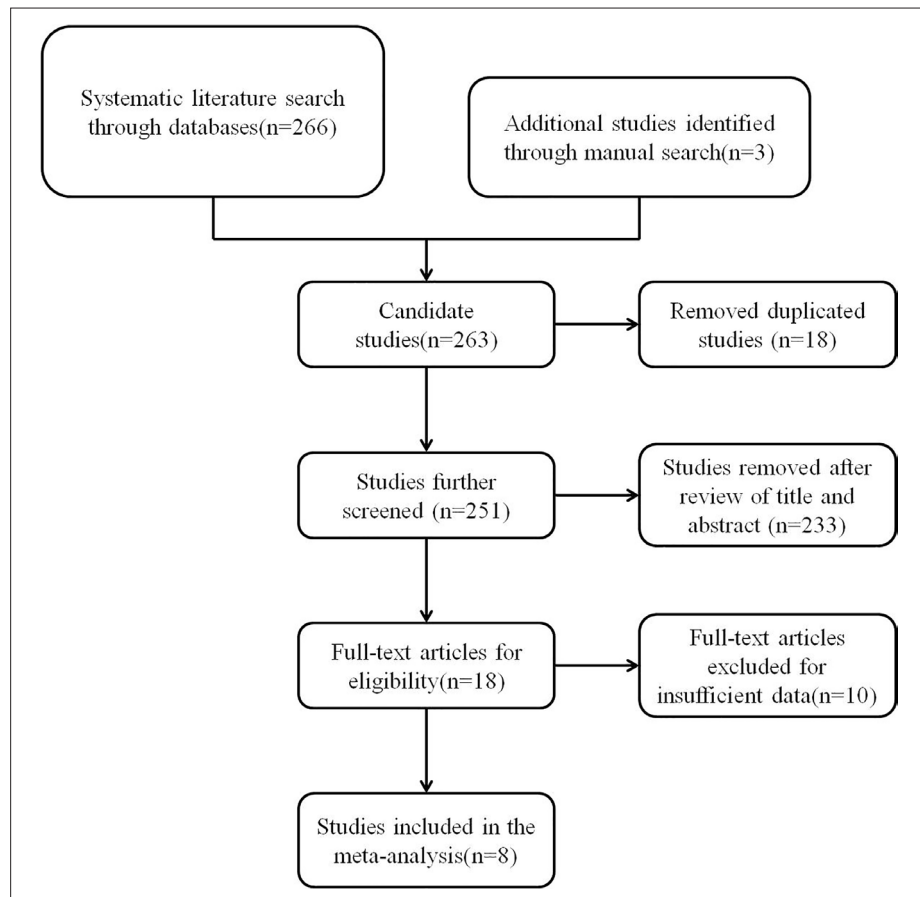 Systematic literature search
through databases(n=266)
Additional studies identified
through manual search(n=3)
Candidate
studies(n=263)
Removed duplicated
studies (n=18)
Studies further
screened (n=251)
Studies removed after
review of title and
abstract (n=233)
Full-text articles for
eligibility(n=18)
Full-text articles
excluded for
insufficient data(n=10)
Studies included in the
meta-analysis(n=8)